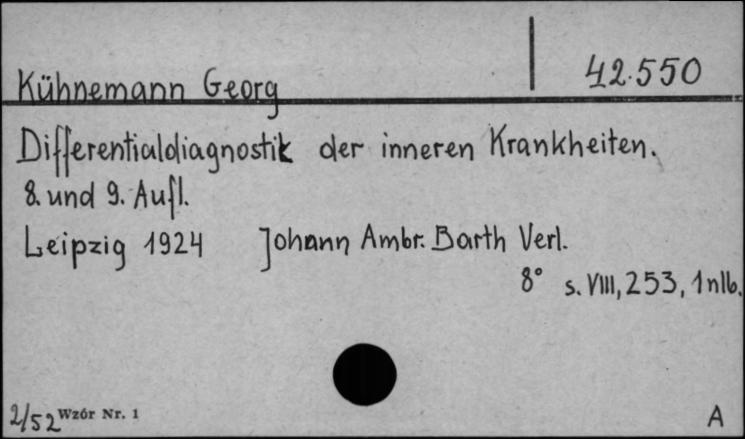 42.550
Kühnemann Georg
Differentialdiagnostik der inneren Krankheiten.
8. und 9. Aufl.
Leipzig 1924 Johann Ambr. Barth Verl.
8° s. VIII, 253, 1 nlb.
2/52 Wzór Nr. 1
A